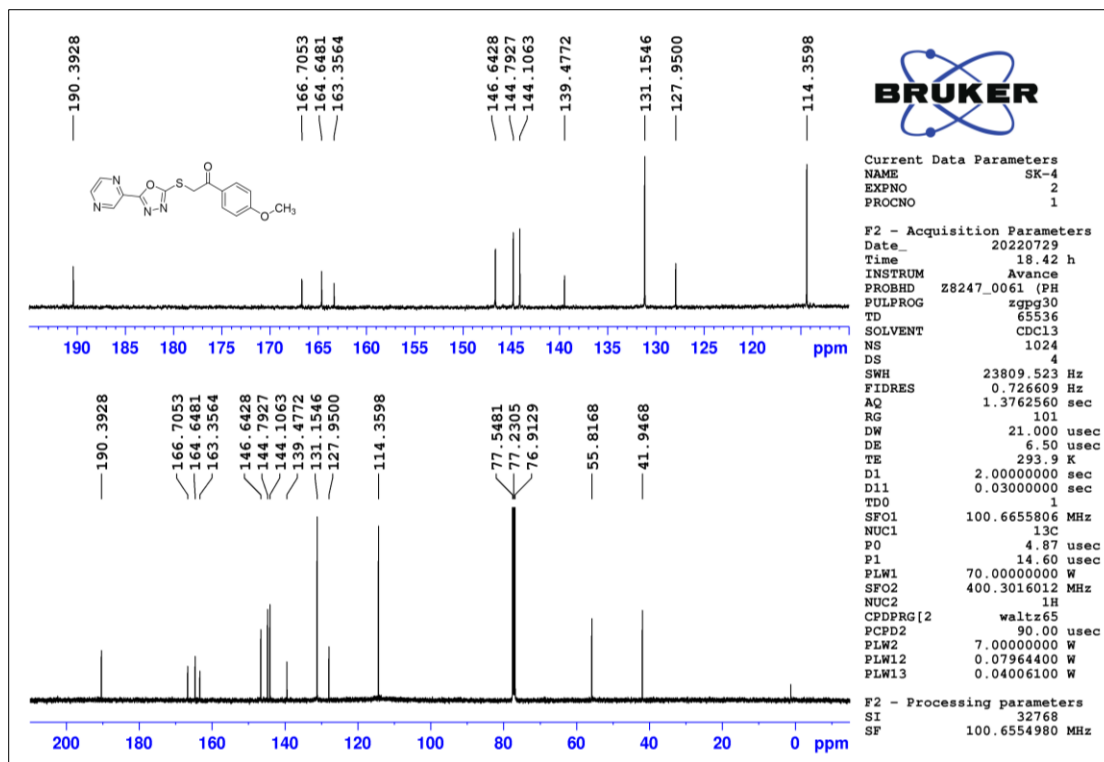 190.3928
166.7053
164.6481
163.3564
146.6428
144.7927
144.1063
139.4772
131.1546
127.9500
114.3598
N
N
O
N
N
S
O
O
CH3
190 185 180 175 170 165 160 155 150 145 140 135 130 125 120 ppm
190.3928
166.7053
164.6481
163.3564
146.6428
144.7927
144.1063
139.4772
131.1546
127.9500
114.3598
77.5481
77.2305
76.9129
55.8168
41.9468
200 180 160 140 120 100 80 60 40 20 0 ppm
BRUKER
Current Data Parameters
NAME SK-4
EXPNO 2
PROCNO 1
F2 - Acquisition Parameters
Date_ 20220729
Time 18.42 h
INSTRUM Avance
PROBHD Z8247_0061 (PH
PULPROG zgpg30
TD 65536
SOLVENT CDCl3
NS 1024
DS 4
SWH 23809.523 Hz
FIDRES 0.726609 Hz
AQ 1.3762560 sec
RG 101
DW 21.000 usec
DE 6.50 usec
TE 293.9 K
D1 2.00000000 sec
D11 0.03000000 sec
TD0 1
SFO1 100.6655806 MHz
NUC1 13C
P0 4.87 usec
P1 14.60 usec
PLW1 70.00000000 W
SFO2 400.3016012 MHz
NUC2 1H
CPDPRG[2 waltz65
PCPD2 90.00 usec
PLW2 7.00000000 W
PLW12 0.07964400 W
PLW13 0.04006100 W
F2 - Processing parameters
SI 32768
SF 100.6554980 MHz